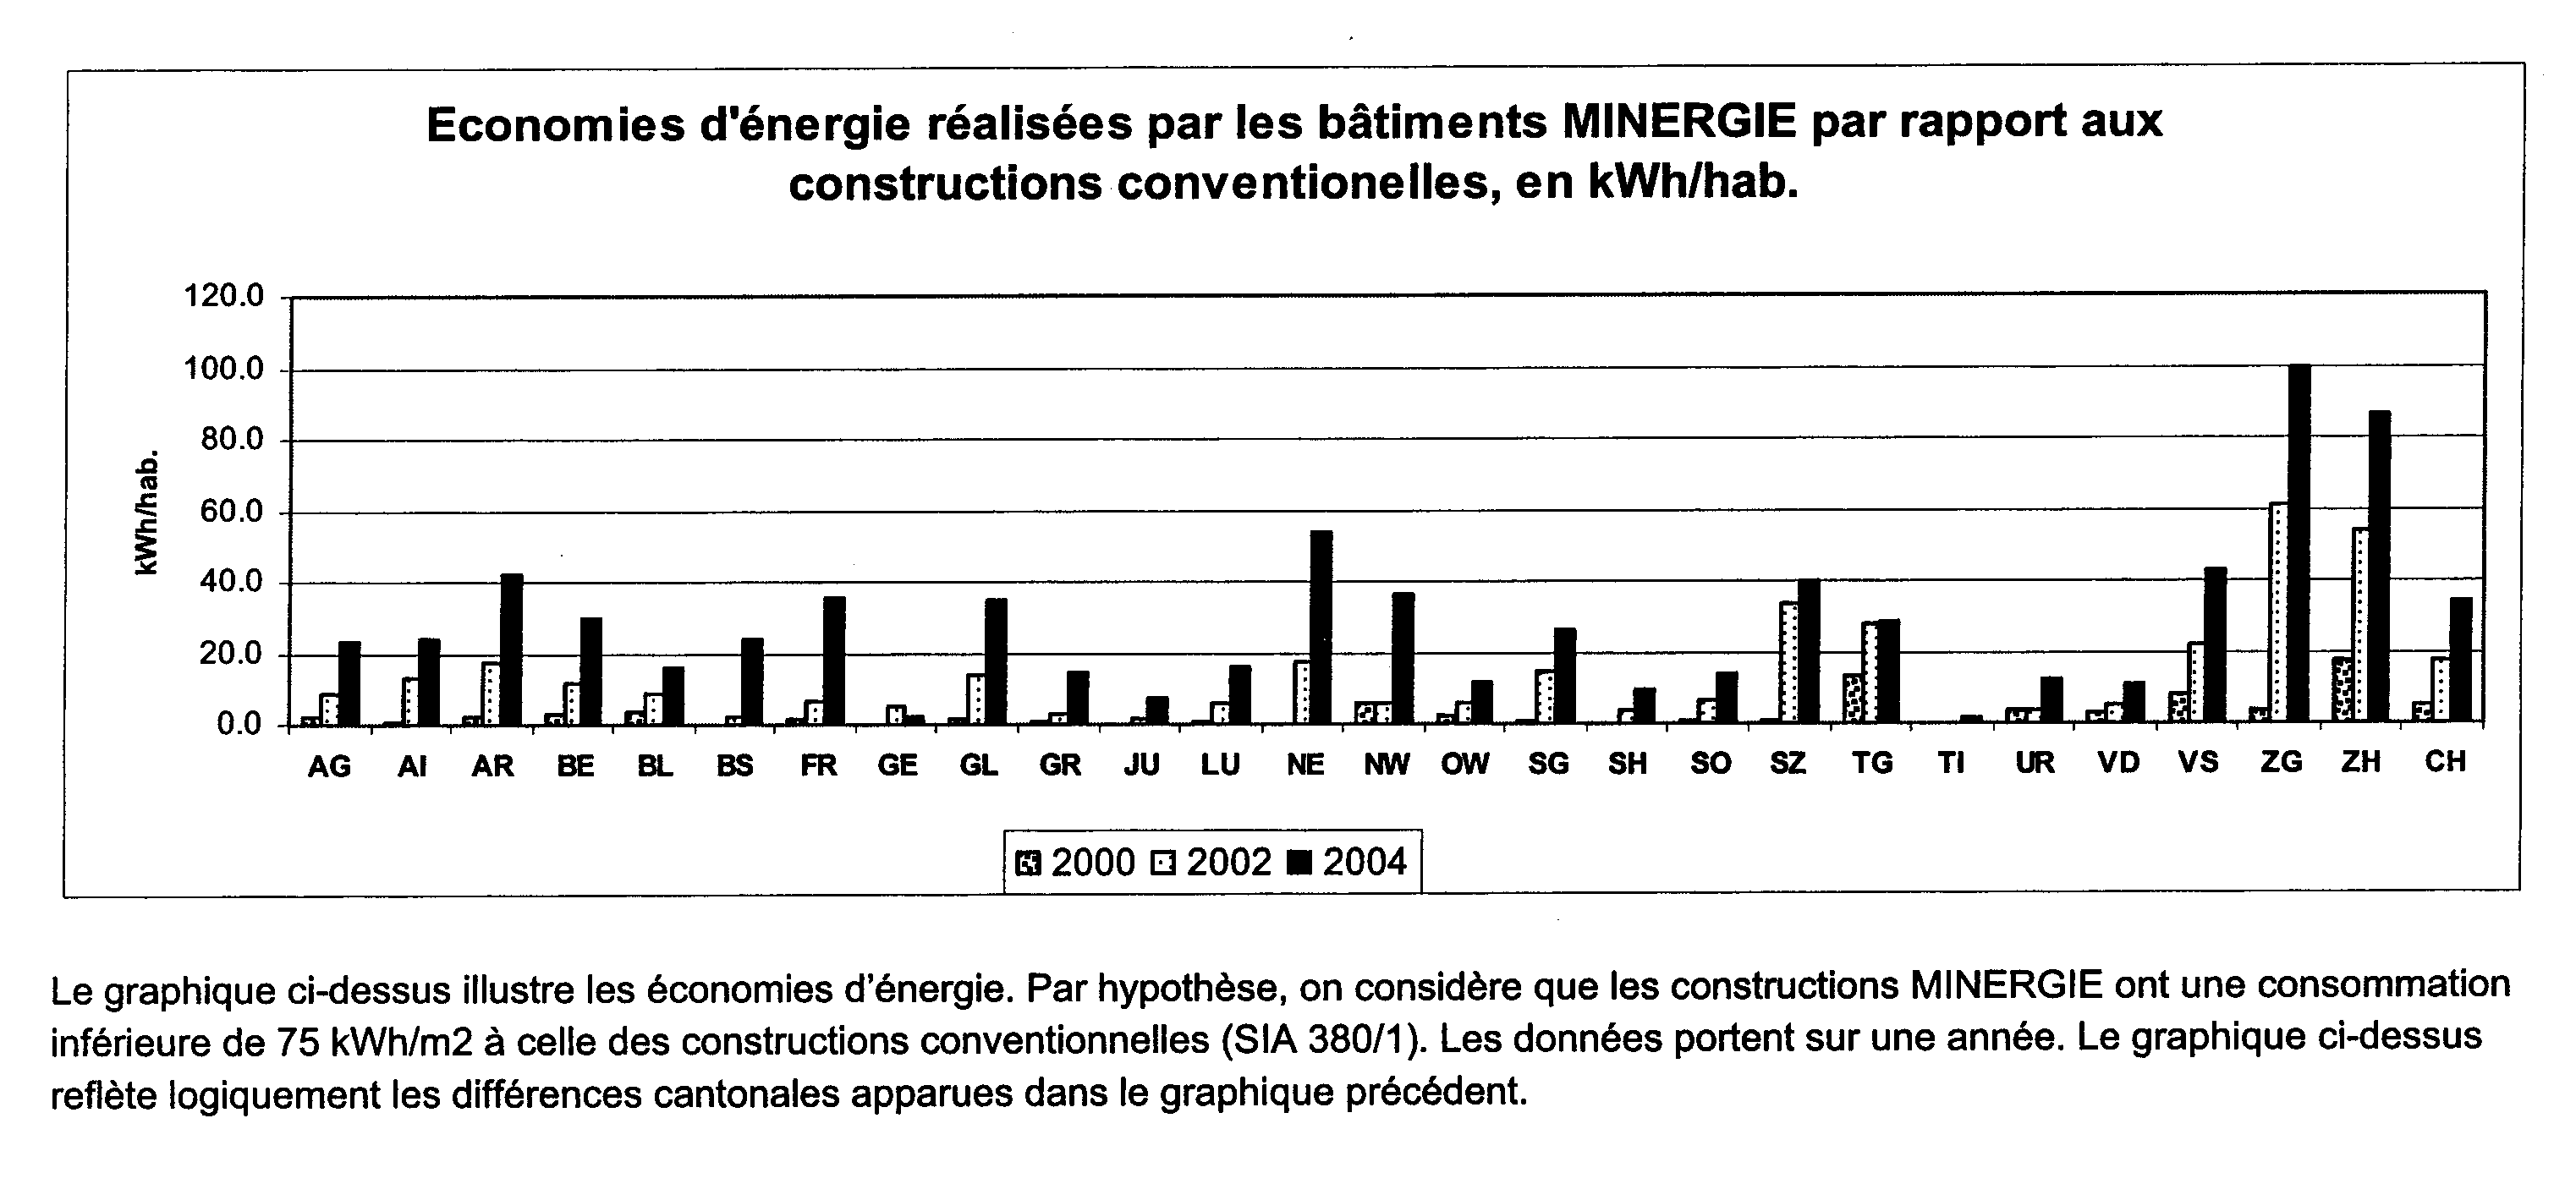 Economies d'énergie réalisées par les bâtiments MINERGIE par rapport aux
constructions conventionelles, en kWh/hab.
120.0
100.0
80.0
60.0
40.0
20.0
0.0
kWh/hab.
AG AI AR BE BL BS FR GE GL GR JU LU NE NW OW SG SH SO SZ TG TI UR VD VS ZG ZH CH
2000 2002 2004
Le graphique ci-dessus illustre les économies d'énergie. Par hypothèse, on considère que les constructions MINERGIE ont une consommation
inférieure de 75 kWh/m2 à celle des constructions conventionnelles (SIA 380/1). Les données portent sur une année. Le graphique ci-dessus
reflète logiquement les différences cantonales apparues dans le graphique précédent.